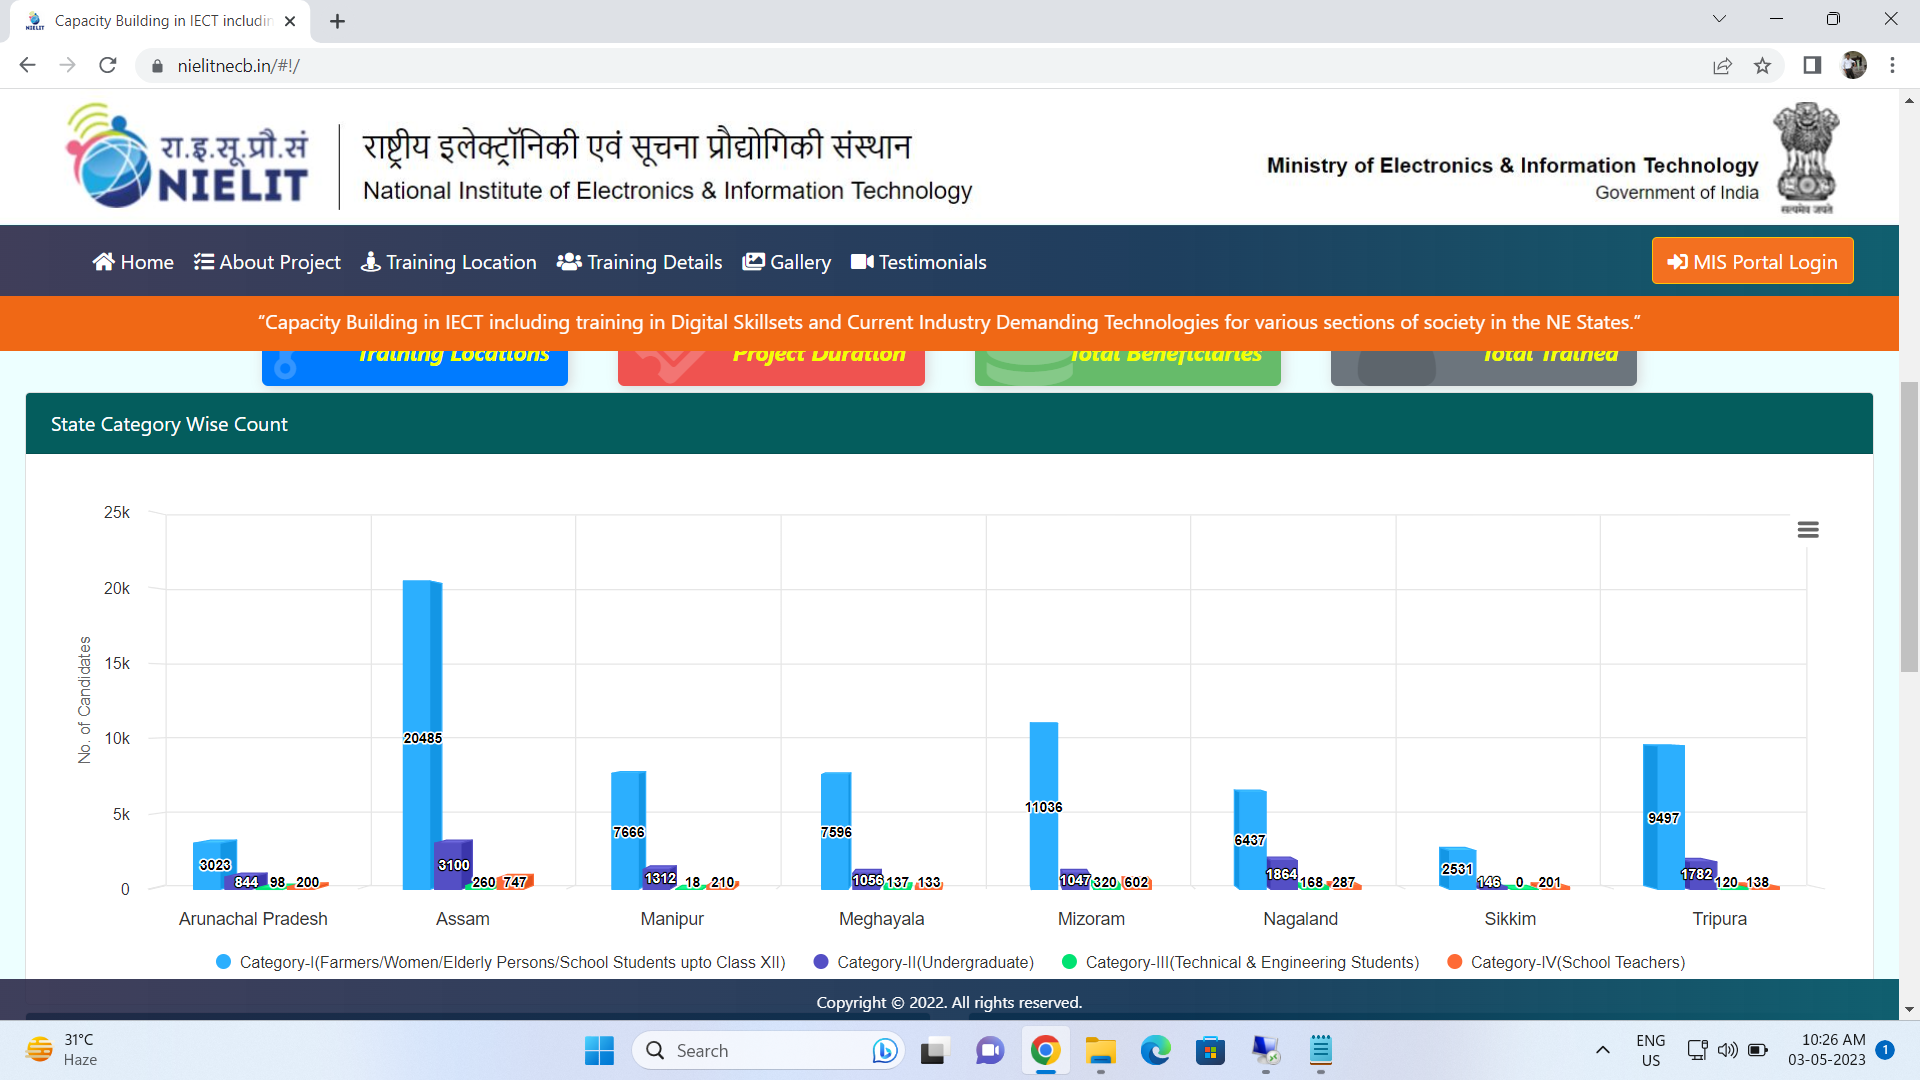 Capacity Building in IECT includin
nielitnecb.in/#!/
रा.इ.सू.प्रौ.सं
NIELIT
राष्ट्रीय इलेक्ट्रॉनिकी एवं सूचना प्रौद्योगिकी संस्थान
National Institute of Electronics & Information Technology
Ministry of Electronics & Information Technology
Government of India
सत्यमेव जयते
Home About Project Training Location Training Details Gallery Testimonials MIS Portal Login
“Capacity Building in IECT including training in Digital Skillsets and Current Industry Demanding Technologies for various sections of society in the NE States.”
Training Locations Project Duration Total Beneficiaries Total Trained
State Category Wise Count
25k
20k
15k
10k
5k
0
No. of Candidates
3023 844 98 200
20485 3100 260 747
7666 1312 18 210
7596 1056 137 133
11036 1047 320 602
6437 1864 168 287
2531 146 0 201
9497 1782 120 138
Arunachal Pradesh Assam Manipur Meghayala Mizoram Nagaland Sikkim Tripura
Category-I(Farmers/Women/Elderly Persons/School Students upto Class XII) Category-II(Undergraduate) Category-III(Technical & Engineering Students) Category-IV(School Teachers)
Copyright © 2022. All rights reserved.
31°C
Haze
Search
ENG
US
10:26 AM
03-05-2023
1